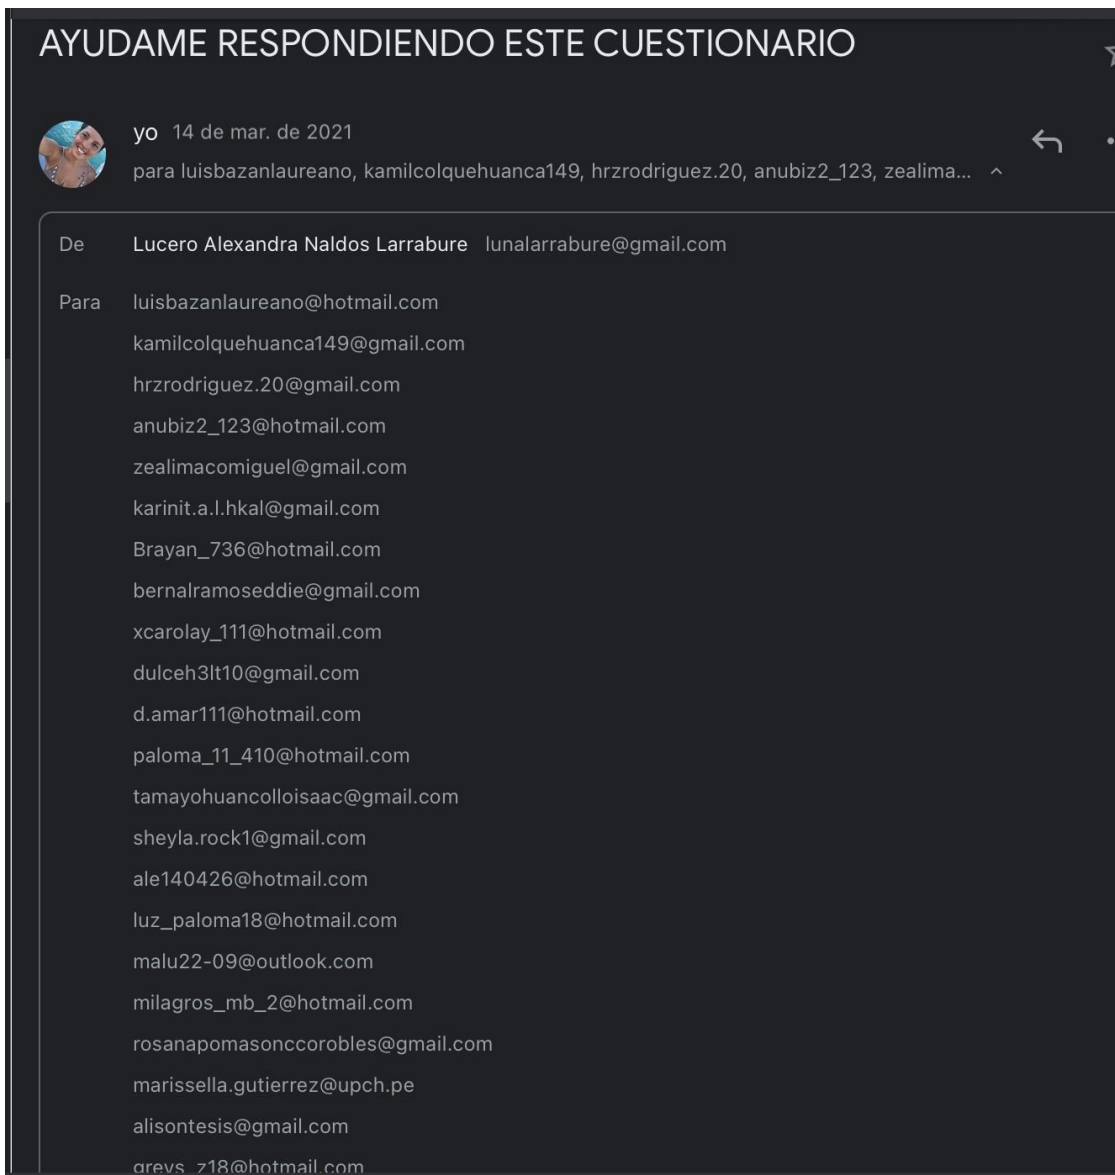 AYUDAME RESPONDIENDO ESTE CUESTIONARIO
yo 14 de mar. de 2021
para luisbazanlaureano, kamilcolquehuanca149, hrzrodriguez.20, anubiz2_123, zealima...
De Lucero Alexandra Naldos Larrabure lunalarrabure@gmail.com
Para luisbazanlaureano@hotmail.com
kamilcolquehuanca149@gmail.com
hrzrodriguez.20@gmail.com
anubiz2_123@hotmail.com
zealimacomiguel@gmail.com
karinit.a.l.hkal@gmail.com
Brayan_736@hotmail.com
bernalramoseddie@gmail.com
xcarolay_111@hotmail.com
dulceh3lt10@gmail.com
d.amar111@hotmail.com
paloma_11_410@hotmail.com
tamayohuancolloisaac@gmail.com
sheyla.rock1@gmail.com
ale140426@hotmail.com
luz_paloma18@hotmail.com
malu22-09@outlook.com
milagros_mb_2@hotmail.com
rosanapomasonccorobles@gmail.com
marissella.gutierrez@upch.pe
alisontesis@gmail.com
greys_z18@hotmail.com